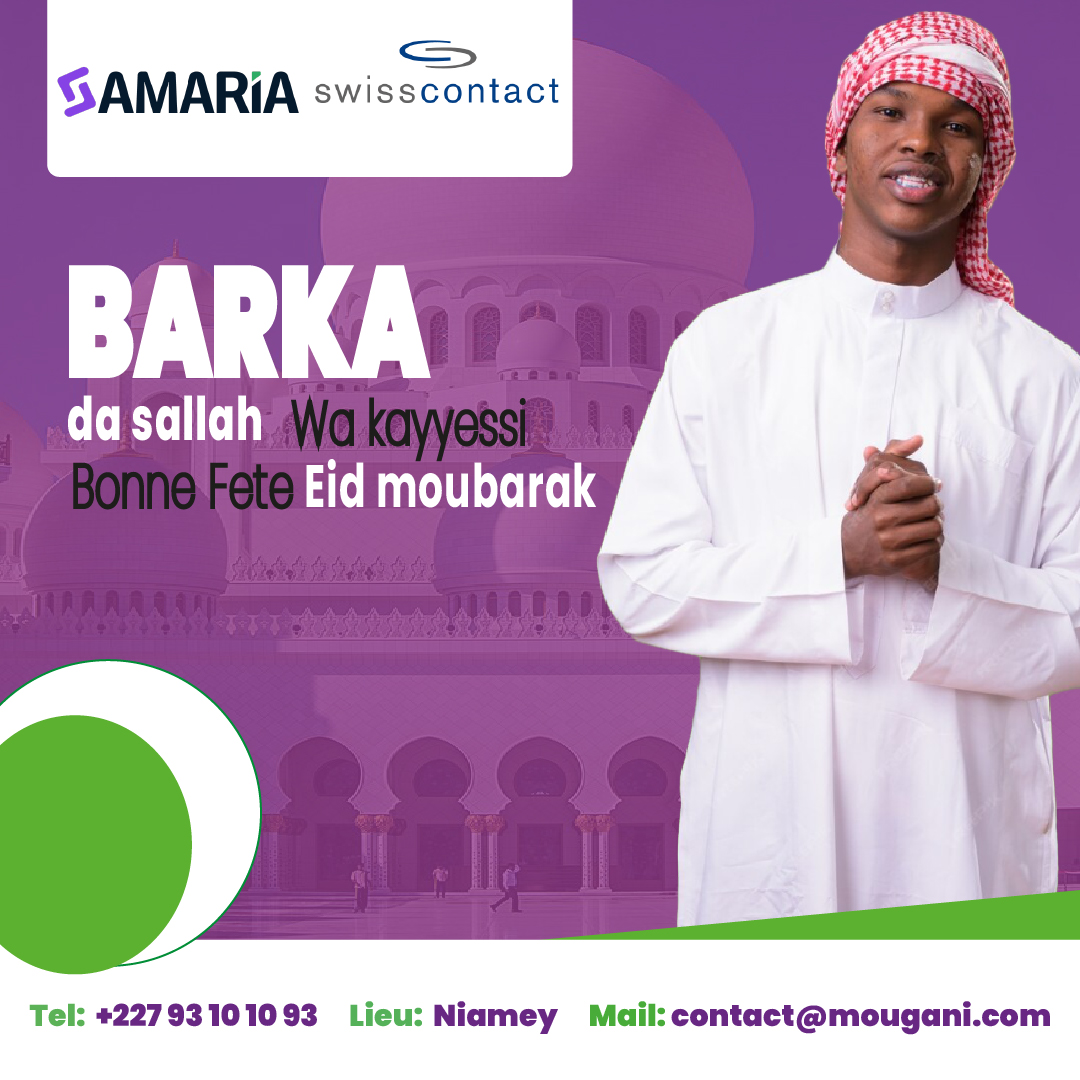 SAMARIA swisscontact
BARKA
da sallah Wa kayyessi
Bonne Fete Eid moubarak
Tel: +227 93 10 10 93 Lieu: Niamey Mail: contact@mougani.com